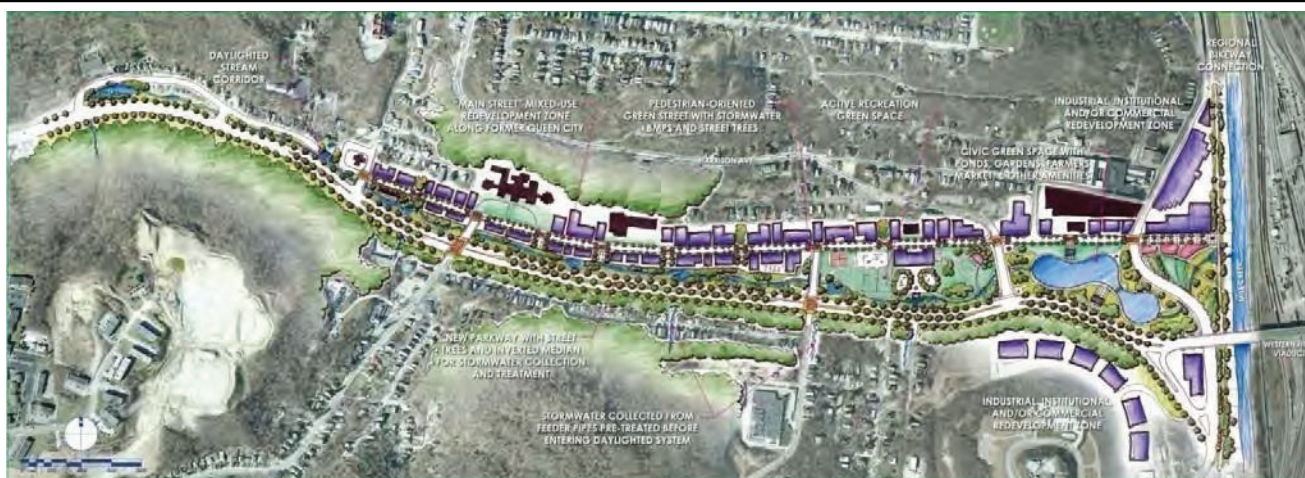 DAYLIGHTED
STREAM
CORRIDOR
"MAIN STREET" MIXED-USE
REDEVELOPMENT ZONE
ALONG FORMER QUEEN CITY
PEDESTRIAN-ORIENTED
GREEN STREET WITH STORMWATER
BMPS AND STREET TREES
ACTIVE RECREATION
GREEN SPACE
REGIONAL
BIKEWAY
CONNECTION
INDUSTRIAL, INSTITUTIONAL
AND/OR COMMERCIAL
REDEVELOPMENT ZONE
CIVIC GREEN SPACE WITH
PONDS, GARDENS, FARMERS
MARKET, & OTHER AMENITIES
HARRISON AVE
MILL CREEK
WESTERN
VIADUCT
NEW PARKWAY WITH STREET
TREES AND INVERTED MEDIAN
FOR STORMWATER COLLECTION
AND TREATMENT
STORMWATER COLLECTED FROM
FEEDER PIPES PRE-TREATED BEFORE
ENTERING DAYLIGHTED SYSTEM
INDUSTRIAL, INSTITUTIONAL
AND/OR COMMERCIAL
REDEVELOPMENT ZONE